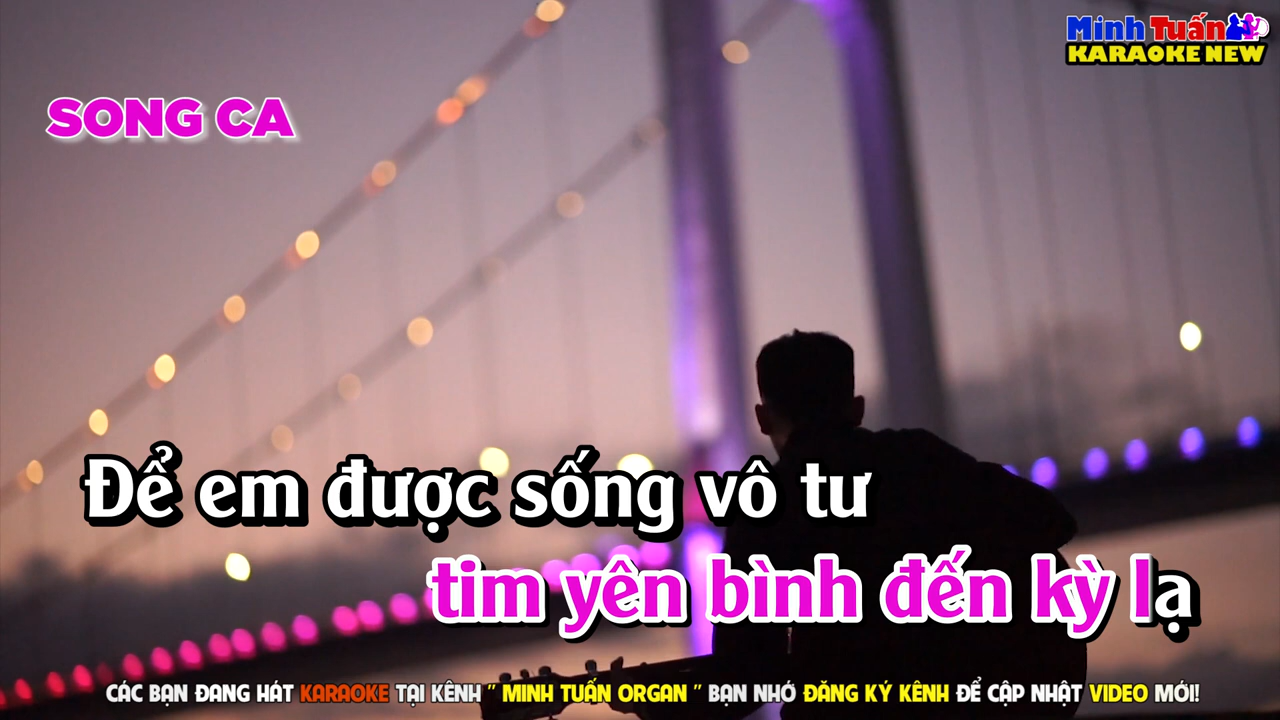 Minh Tuấn
KARAOKE NEW
SONG CA
Để em được sống vô tư
tim yên bình đến kỳ lạ
CÁC BẠN ĐANG HÁT KARAOKE TẠI KÊNH " MINH TUẤN ORGAN " BẠN NHỚ ĐĂNG KÝ KÊNH ĐỂ CẬP NHẬT VIDEO MỚI!